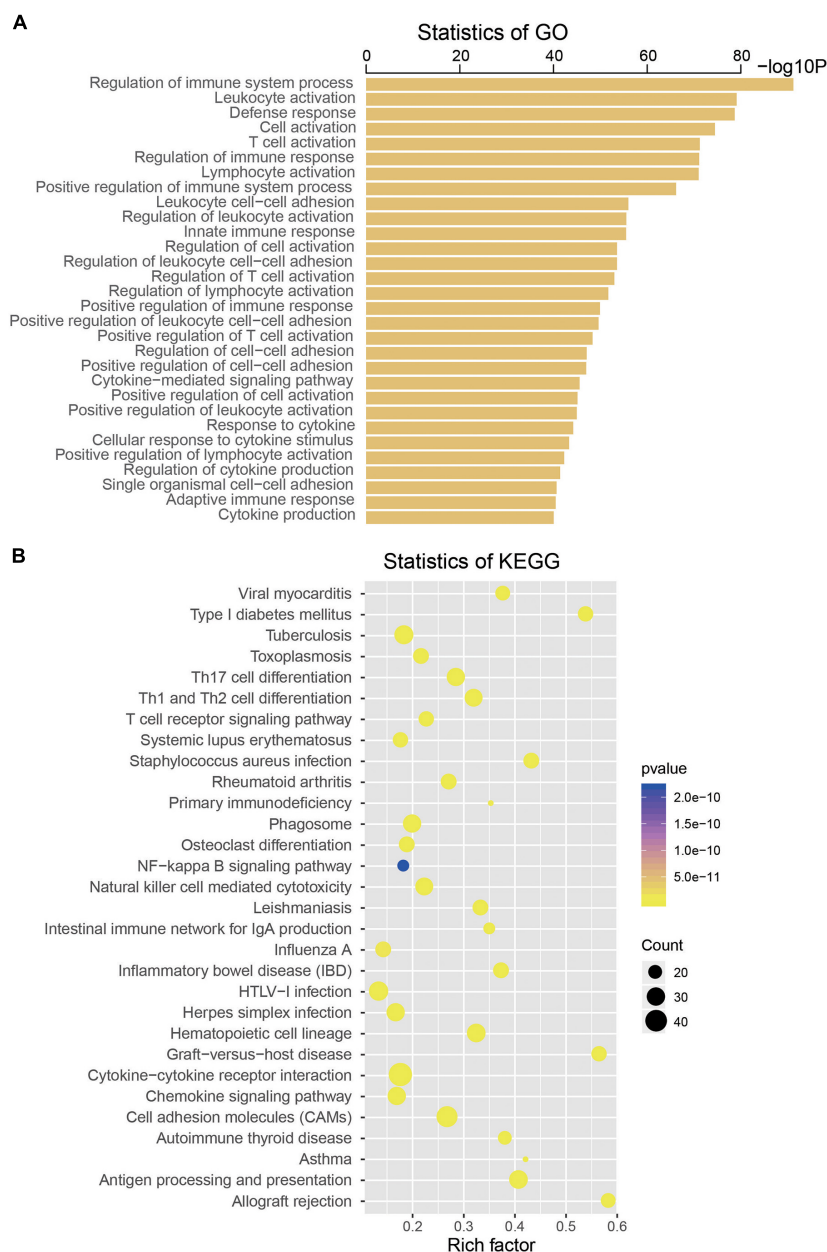 A
Statistics of GO
0 20 40 60 80 −log10P
Regulation of immune system process
Leukocyte activation
Defense response
Cell activation
T cell activation
Regulation of immune response
Lymphocyte activation
Positive regulation of immune system process
Leukocyte cell−cell adhesion
Regulation of leukocyte activation
Innate immune response
Regulation of cell activation
Regulation of leukocyte cell−cell adhesion
Regulation of T cell activation
Regulation of lymphocyte activation
Positive regulation of immune response
Positive regulation of leukocyte cell−cell adhesion
Positive regulation of T cell activation
Regulation of cell−cell adhesion
Positive regulation of cell−cell adhesion
Cytokine−mediated signaling pathway
Positive regulation of cell activation
Positive regulation of leukocyte activation
Response to cytokine
Cellular response to cytokine stimulus
Positive regulation of lymphocyte activation
Regulation of cytokine production
Single organismal cell−cell adhesion
Adaptive immune response
Cytokine production
B
Statistics of KEGG
Viral myocarditis
Type I diabetes mellitus
Tuberculosis
Toxoplasmosis
Th17 cell differentiation
Th1 and Th2 cell differentiation
T cell receptor signaling pathway
Systemic lupus erythematosus
Staphylococcus aureus infection
Rheumatoid arthritis
Primary immunodeficiency
Phagosome
Osteoclast differentiation
NF−kappa B signaling pathway
Natural killer cell mediated cytotoxicity
Leishmaniasis
Intestinal immune network for IgA production
Influenza A
Inflammatory bowel disease (IBD)
HTLV−I infection
Herpes simplex infection
Hematopoietic cell lineage
Graft−versus−host disease
Cytokine−cytokine receptor interaction
Chemokine signaling pathway
Cell adhesion molecules (CAMs)
Autoimmune thyroid disease
Asthma
Antigen processing and presentation
Allograft rejection
0.2 0.3 0.4 0.5 0.6
Rich factor
pvalue
2.0e−10
1.5e−10
1.0e−10
5.0e−11
Count
20
30
40